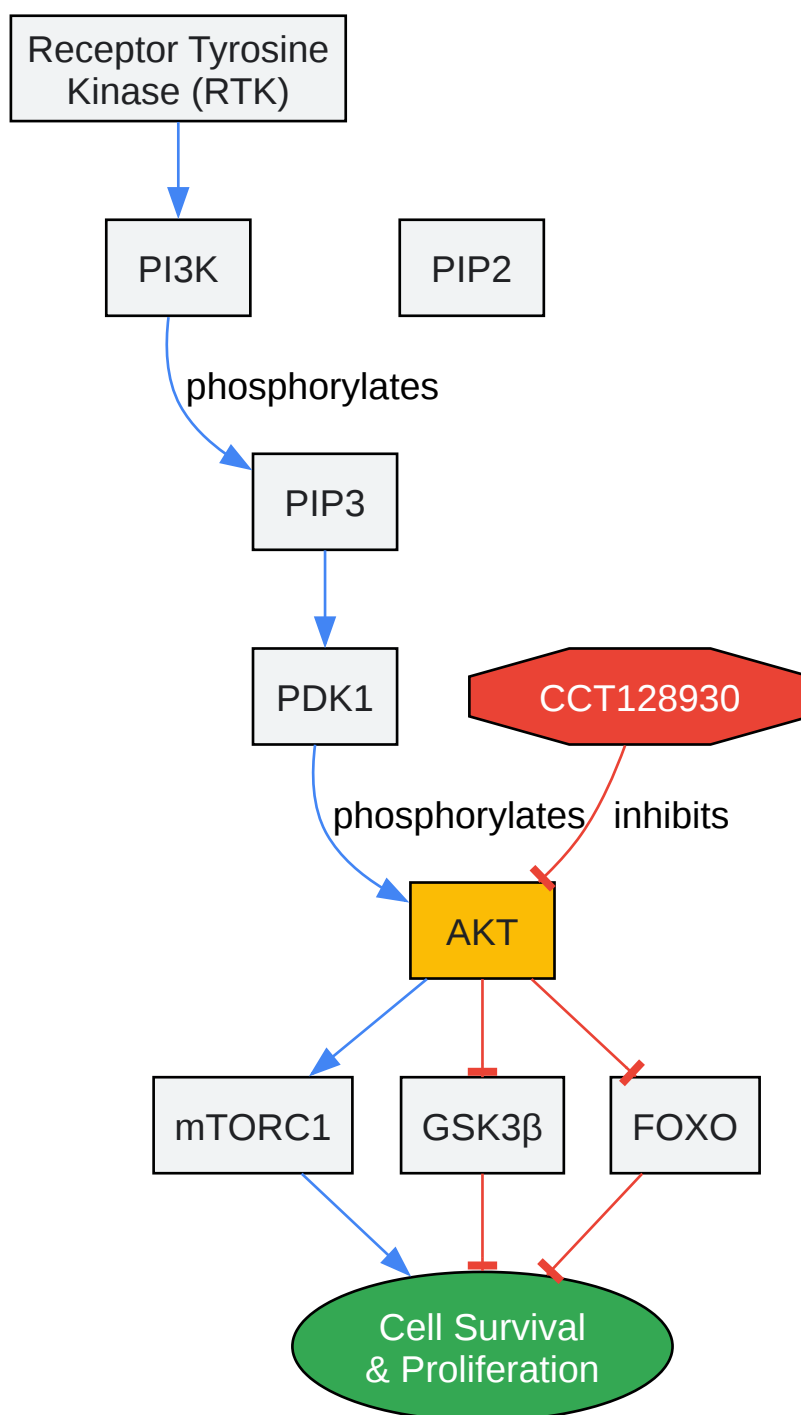 Receptor Tyrosine
Kinase (RTK)
PI3K
PIP2
phosphorylates
PIP3
PDK1
CCT128930
phosphorylates
inhibits
AKT
mTORC1
GSK3β
FOXO
Cell Survival
& Proliferation